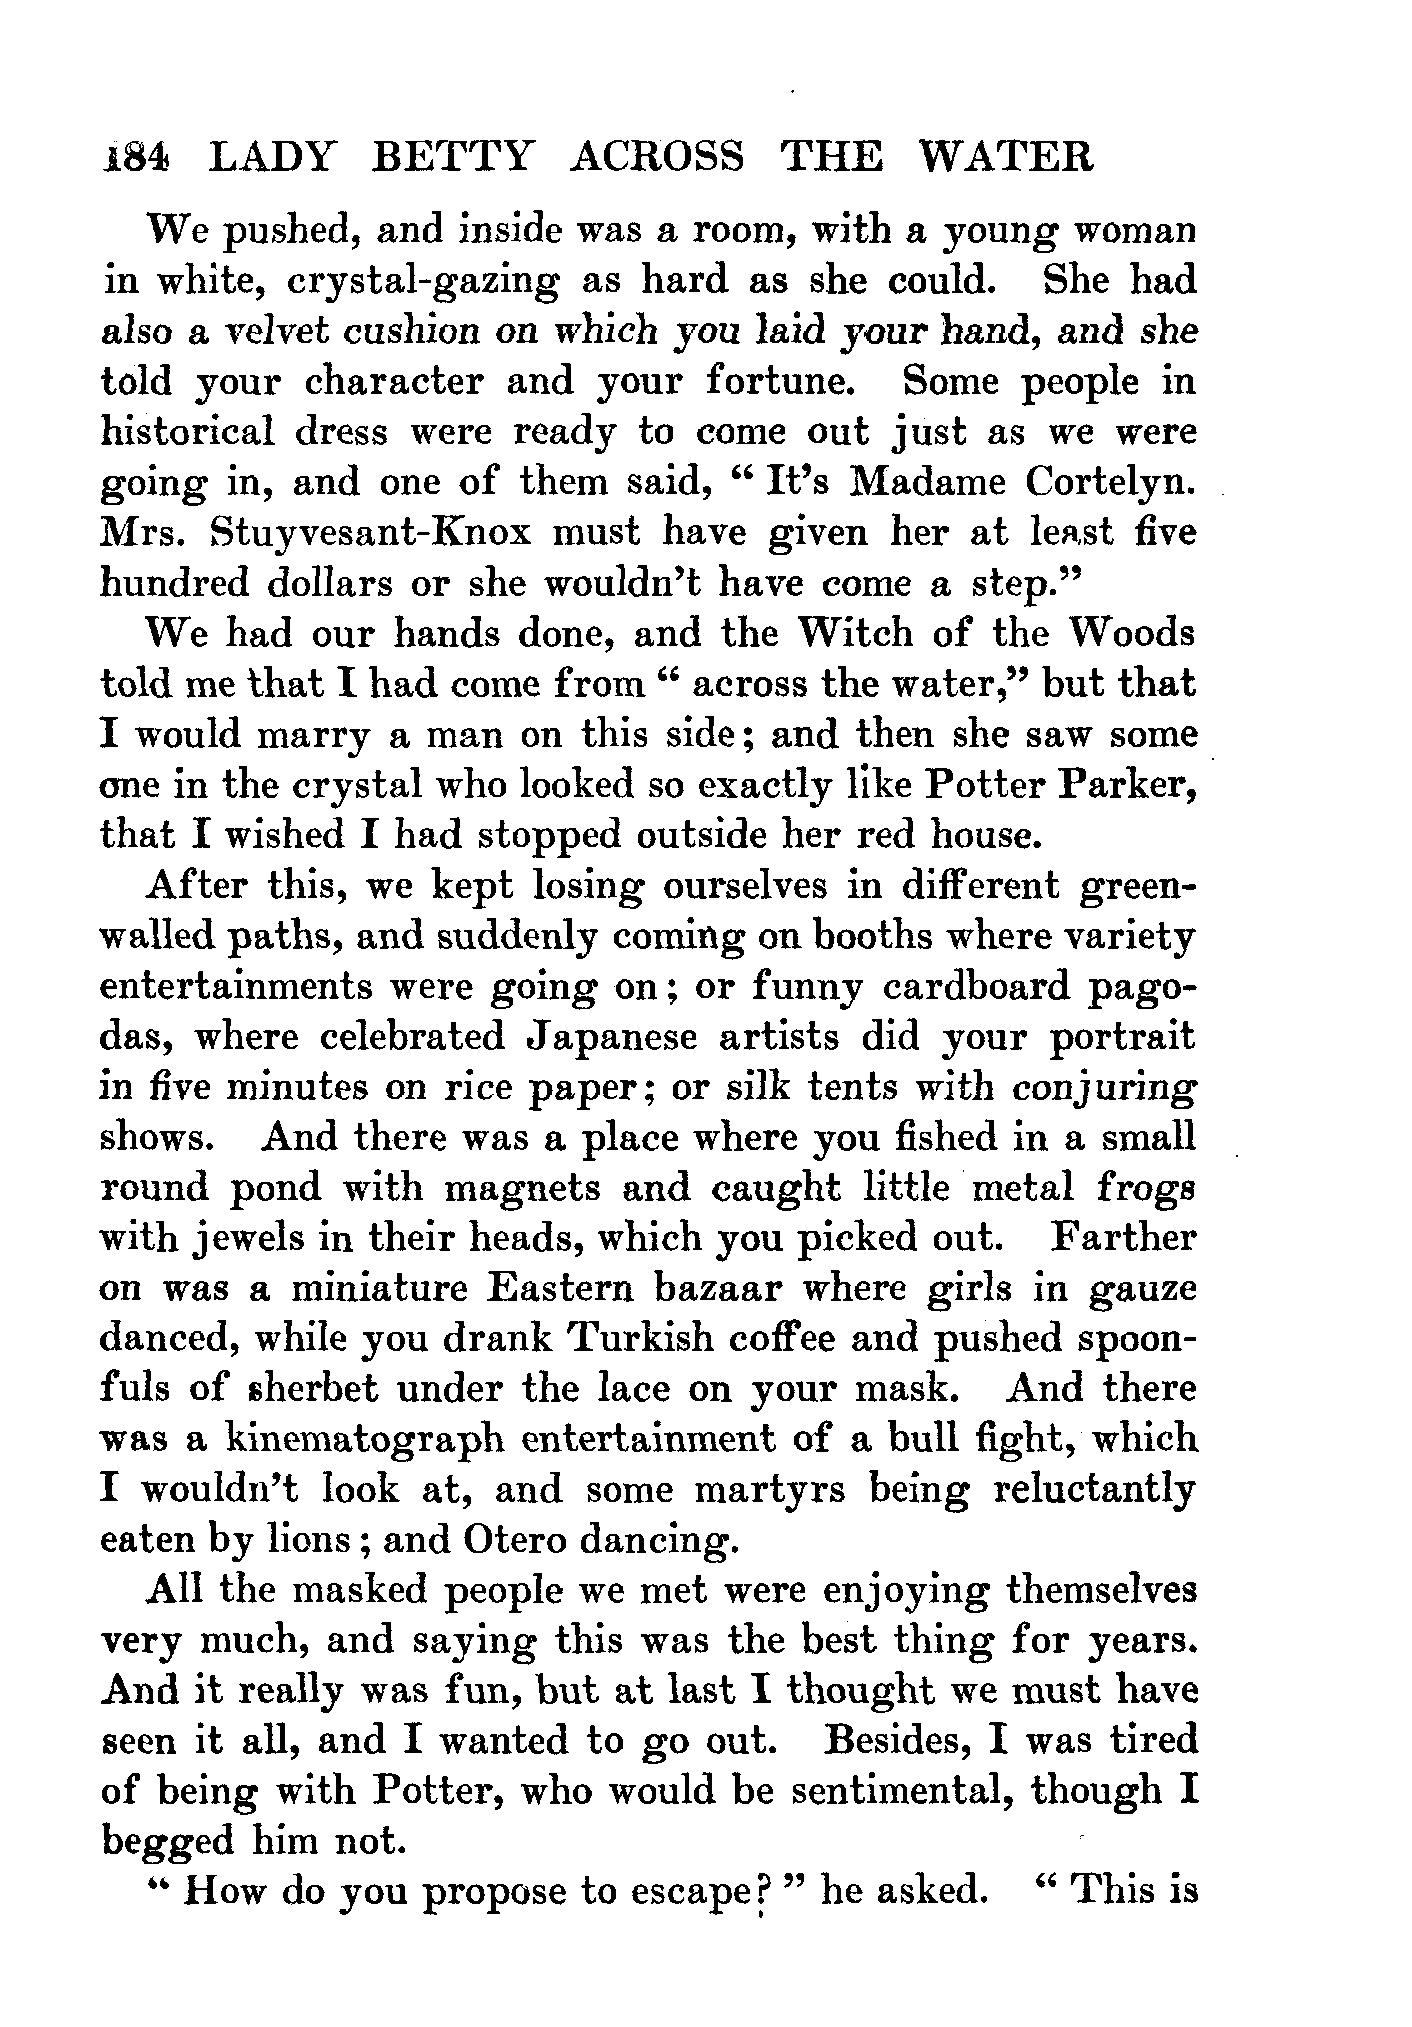 184 LADY BETTY ACROSS THE WATER
We pushed, and inside was a room, with a young woman
in white, crystal-gazing as hard as she could. She had
also a velvet cushion on which you laid your hand, and she
told your character and your fortune. Some people in
historical dress were ready to come out just as we were
going in, and one of them said, “ It’s Madame Cortelyn.
Mrs. Stuyvesant-Knox must have given her at least five
hundred dollars or she wouldn’t have come a step.”
We had our hands done, and the Witch of the Woods
told me that I had come from “ across the water,” but that
I would marry a man on this side; and then she saw some
one in the crystal who looked so exactly like Potter Parker,
that I wished I had stopped outside her red house.
After this, we kept losing ourselves in different green-
walled paths, and suddenly coming on booths where variety
entertainments were going on; or funny cardboard pago-
das, where celebrated Japanese artists did your portrait
in five minutes on rice paper; or silk tents with conjuring
shows. And there was a place where you fished in a small
round pond with magnets and caught little metal frogs
with jewels in their heads, which you picked out. Farther
on was a miniature Eastern bazaar where girls in gauze
danced, while you drank Turkish coffee and pushed spoon-
fuls of sherbet under the lace on your mask. And there
was a kinematograph entertainment of a bull fight, which
I wouldn’t look at, and some martyrs being reluctantly
eaten by lions; and Otero dancing.
All the masked people we met were enjoying themselves
very much, and saying this was the best thing for years.
And it really was fun, but at last I thought we must have
seen it all, and I wanted to go out. Besides, I was tired
of being with Potter, who would be sentimental, though I
begged him not.
“ How do you propose to escape? ” he asked. “ This is